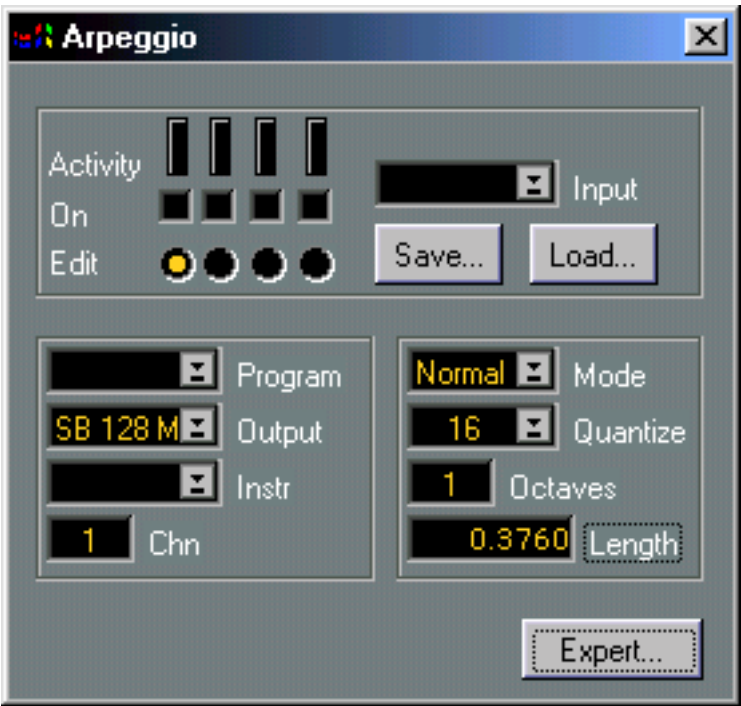 Arpeggio
Activity
Input
On
Edit
Save... Load...
Program
SB 128 M Output
Instr
1 Chn
Normal Mode
16 Quantize
1 Octaves
0.3760 Length
Expert...